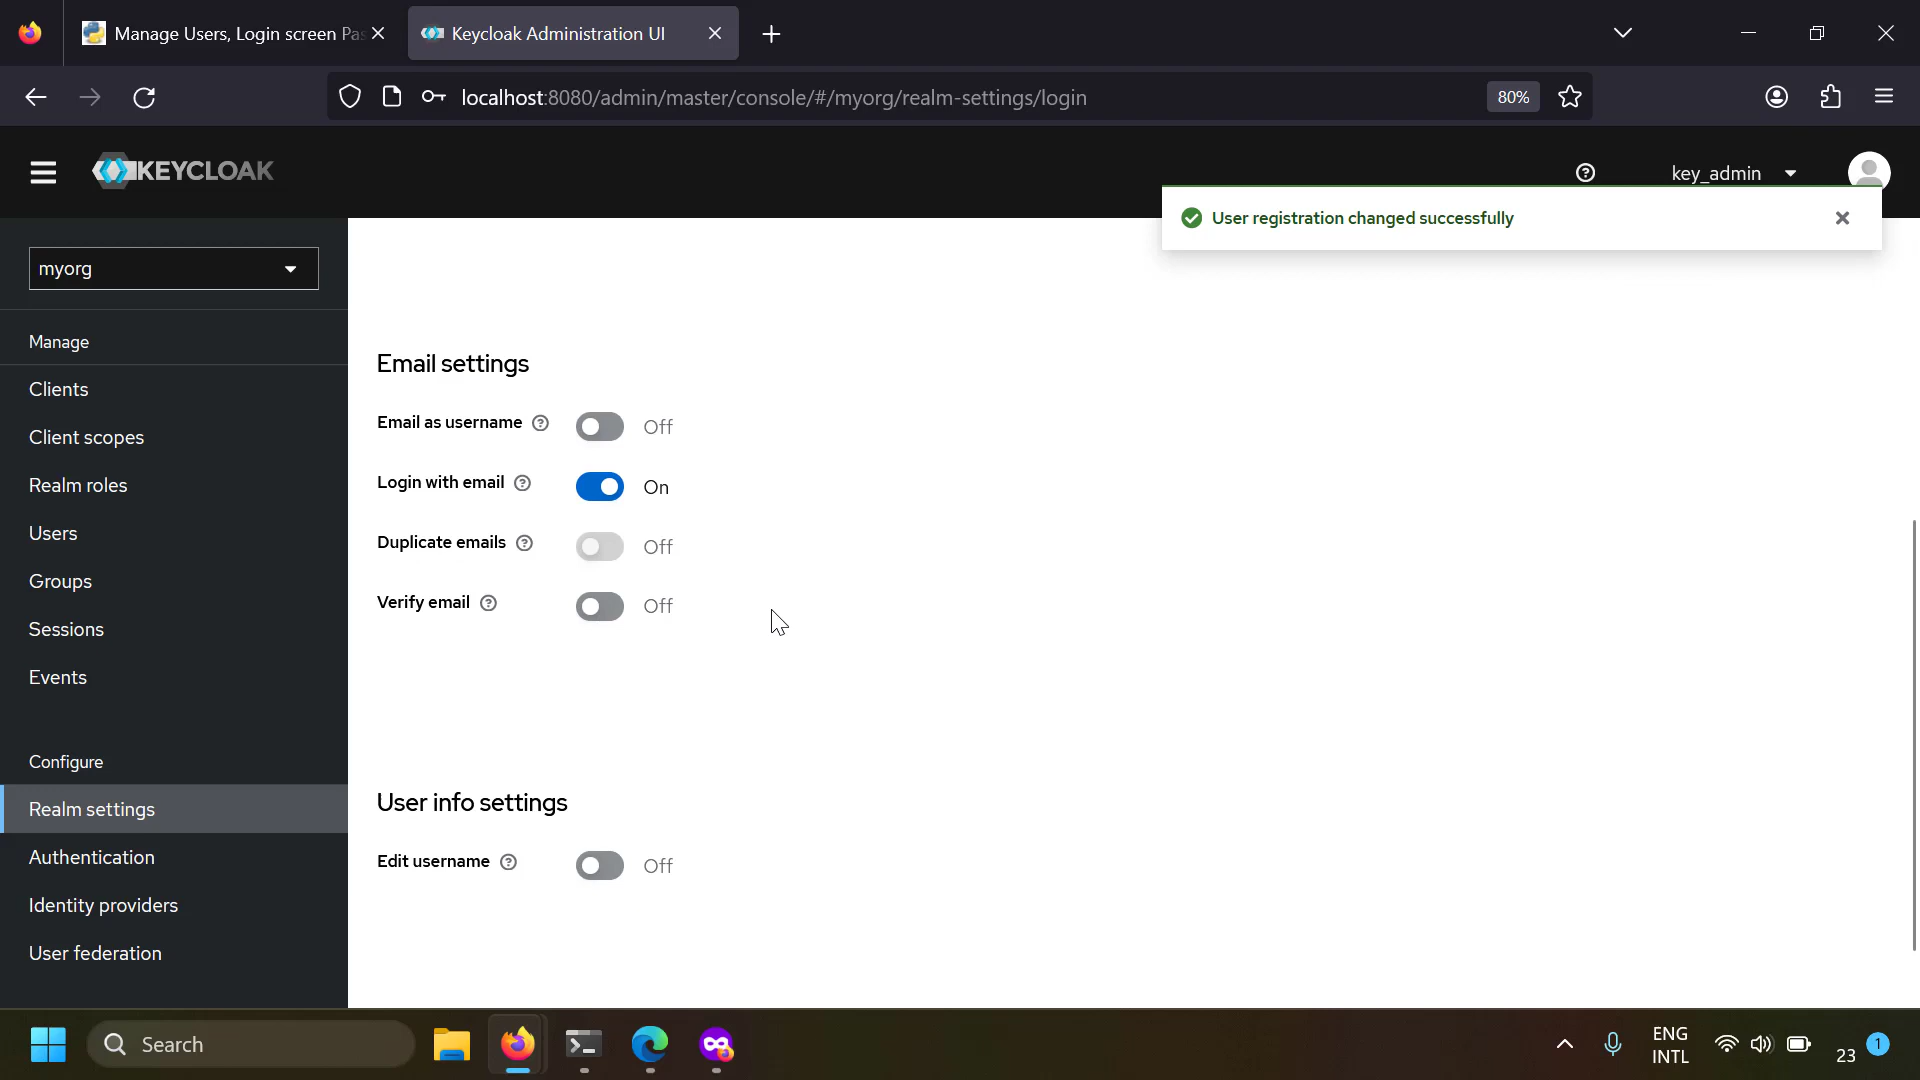 Manage Users, Login screen Pas
Keycloak Administration UI
localhost:8080/admin/master/console/#/myorg/realm-settings/login
80%
KEYCLOAK
key_admin
User registration changed successfully
myorg
Manage
Clients
Client scopes
Realm roles
Users
Groups
Sessions
Events
Configure
Realm settings
Authentication
Identity providers
User federation
Email settings
Email as username
Off
Login with email
On
Duplicate emails
Off
Verify email
Off
User info settings
Edit username
Off
Search
ENG
INTL
23
1